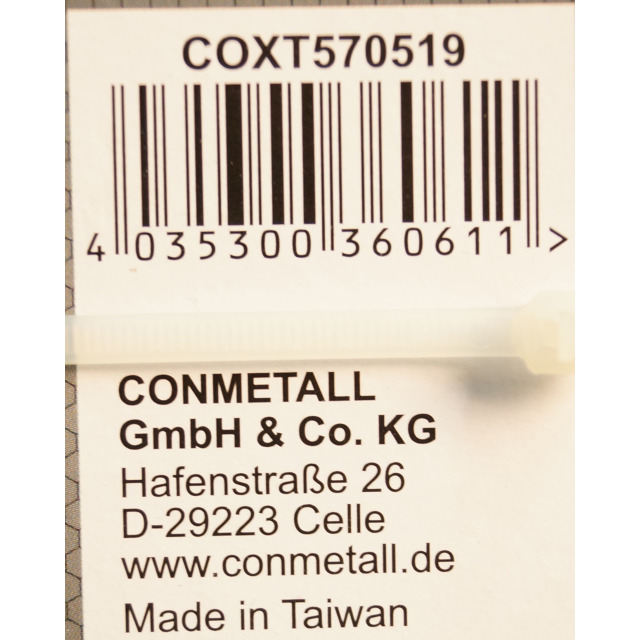 COXT570519
4 035300 360611 >
CONMETALL
GmbH & Co. KG
Hafenstraße 26
D-29223 Celle
www.conmetall.de
Made in Taiwan